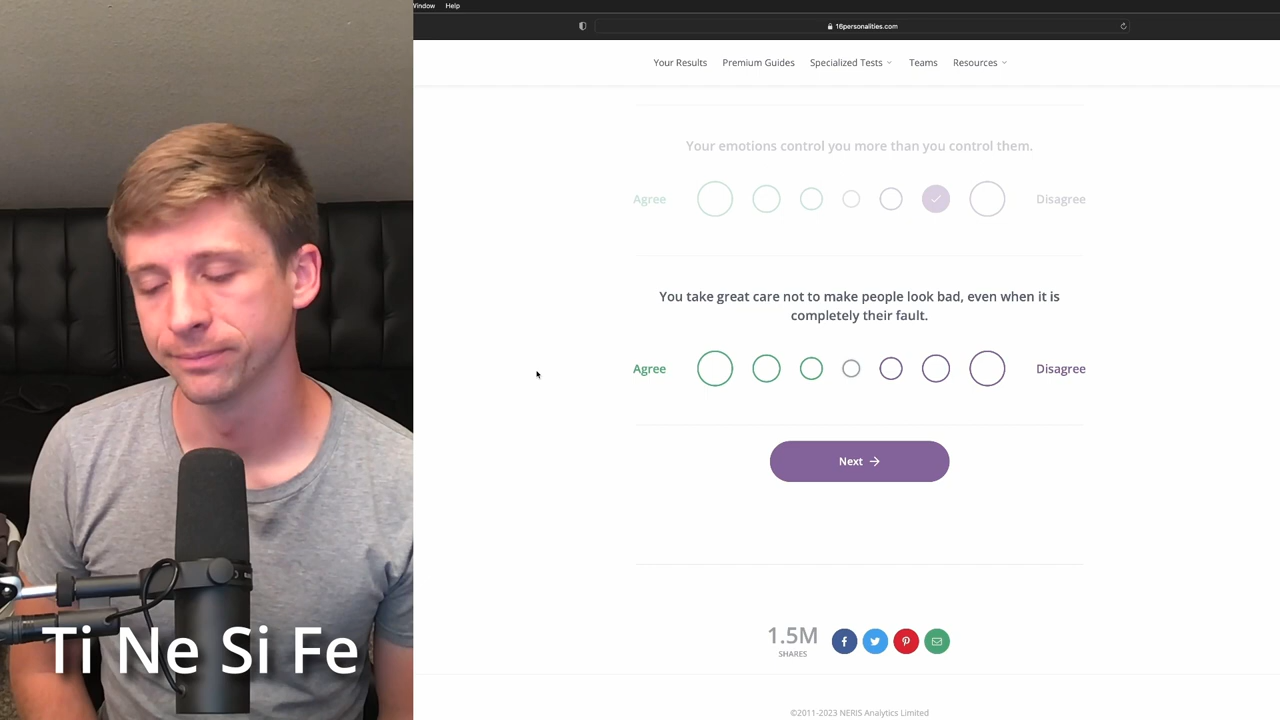 Window Help
16personalities.com
Your Results Premium Guides Specialized Tests Teams Resources
Your emotions control you more than you control them.
Agree Disagree
You take great care not to make people look bad, even when it is
completely their fault.
Agree Disagree
Next
1.5M
SHARES
©2011-2023 NERIS Analytics Limited
Ti Ne Si Fe